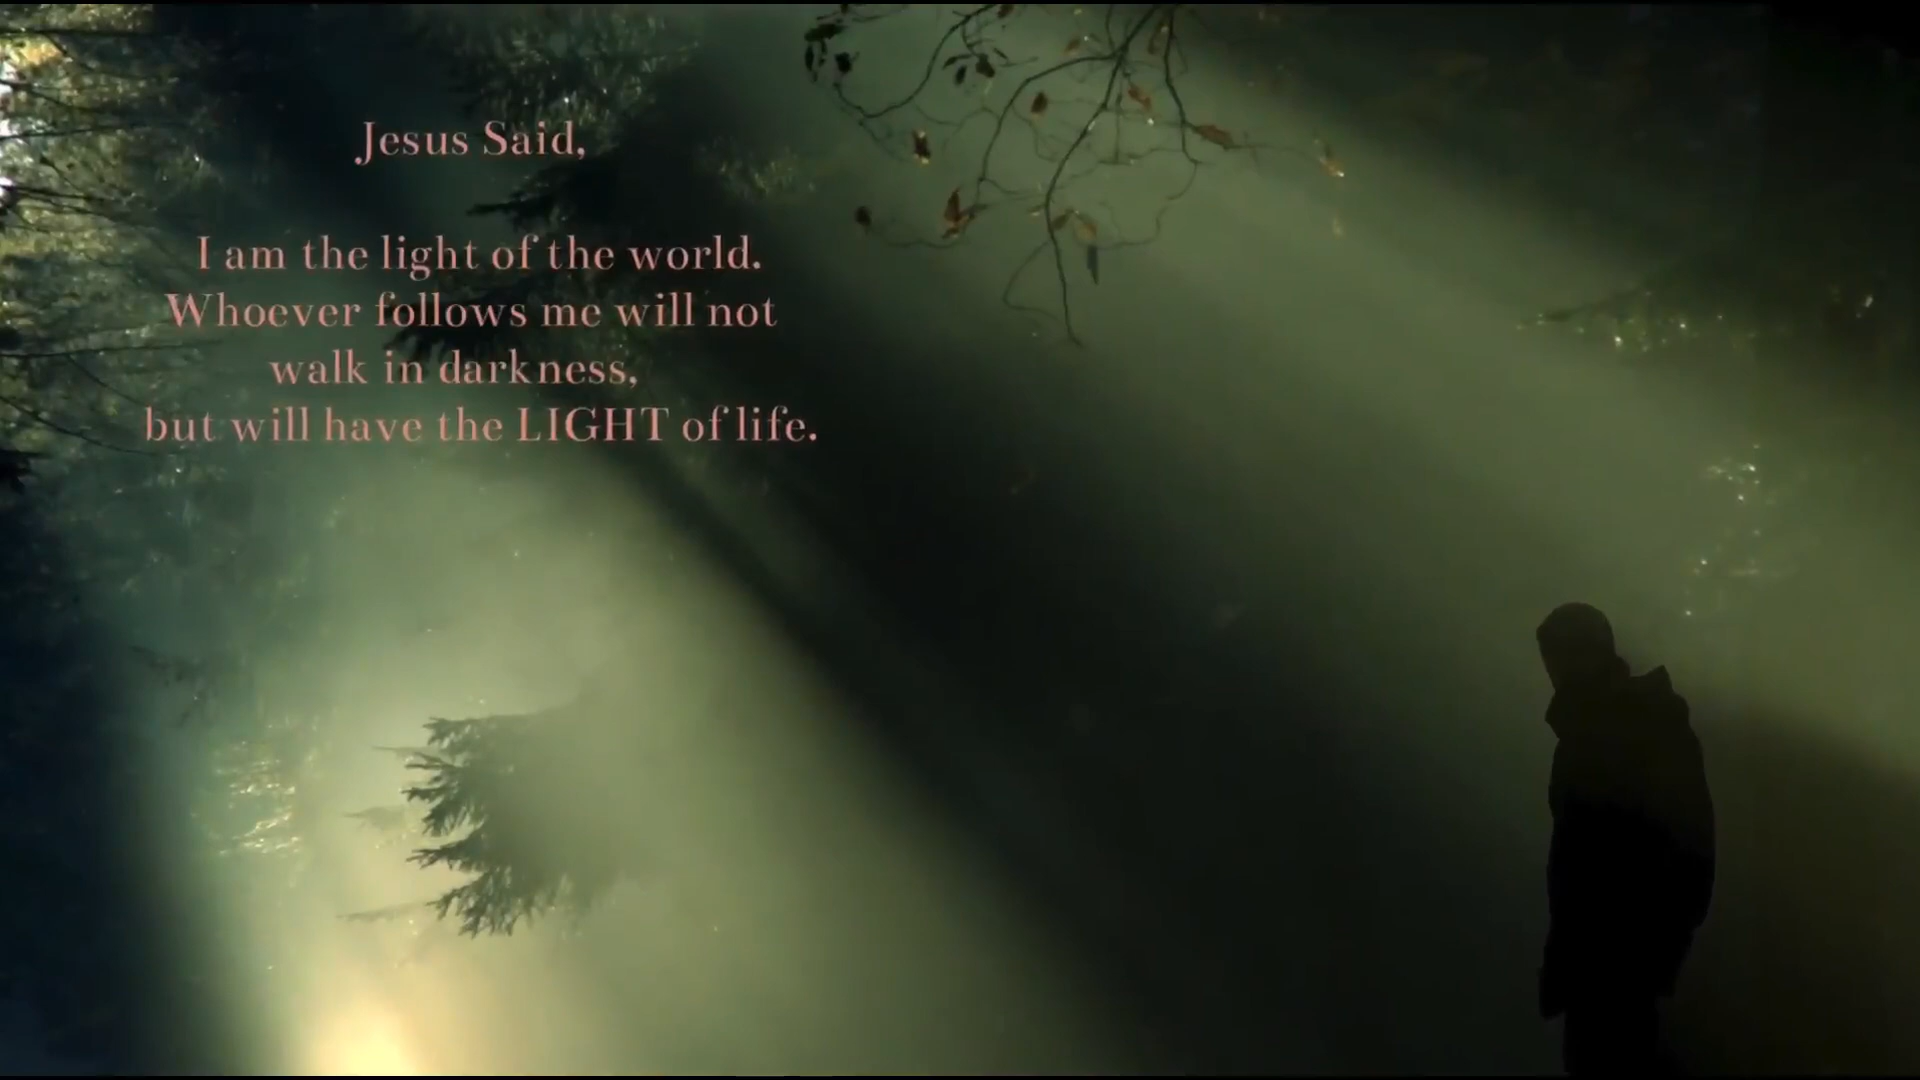 Jesus Said,
I am the light of the world.
Whoever follows me will not
walk in darkness,
but will have the LIGHT of life.